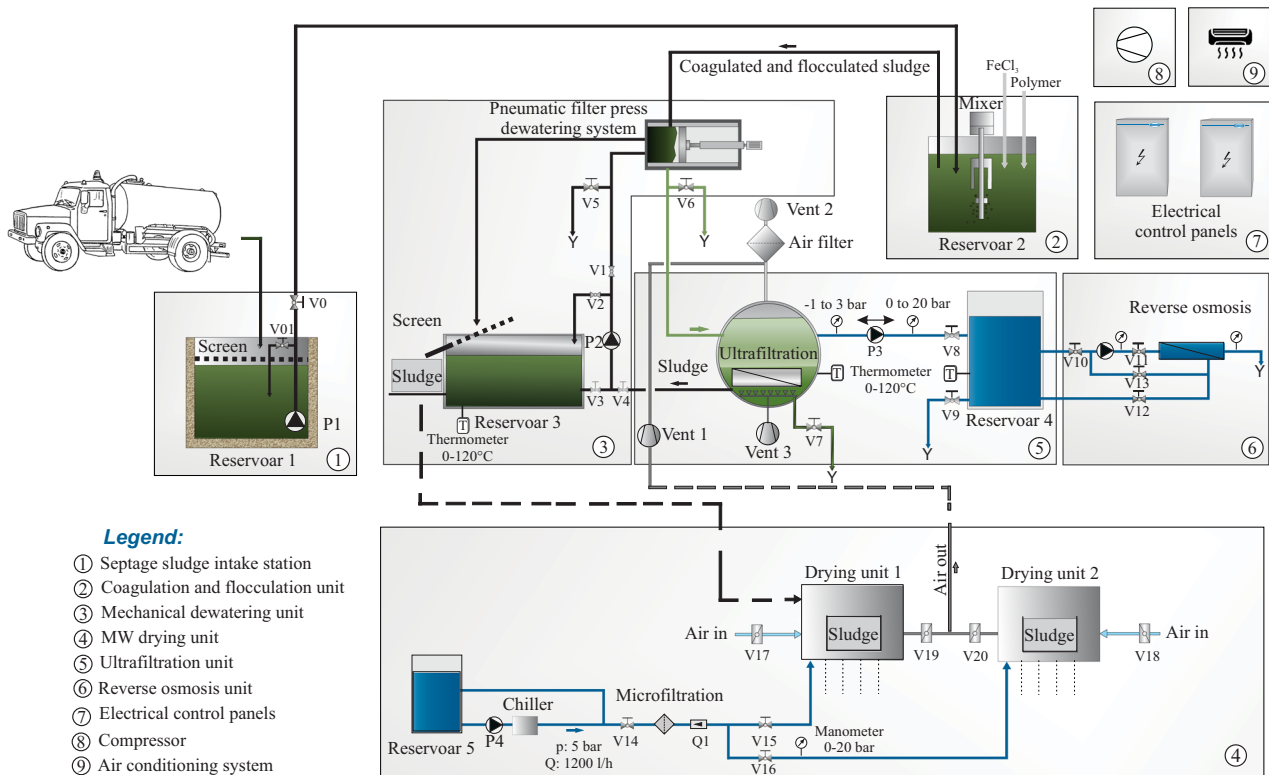 Coagulated and flocculated sludge
FeCl₃
Polymer
Mixer
Reservoar 2
②
⑧
⑨
Electrical
control panels
⑦
Pneumatic filter press
dewatering system
V5
V6
Y
Y
Vent 2
Air filter
V1
V2
P2
Screen
Sludge
Reservoar 3
Thermometer
0-120°C
T
V3
V4
③
Sludge
Vent 1
V0
V01
Screen
P1
Reservoar 1
①
Ultrafiltration
-1 to 3 bar
0 to 20 bar
P3
V8
Thermometer
0-120°C
T
T
V9
Y
Reservoar 4
Vent 3
V7
Y
⑤
Reverse osmosis
V10
V11
V13
V12
Y
⑥
Legend:
① Septage sludge intake station
② Coagulation and flocculation unit
③ Mechanical dewatering unit
④ MW drying unit
⑤ Ultrafiltration unit
⑥ Reverse osmosis unit
⑦ Electrical control panels
⑧ Compressor
⑨ Air conditioning system
Drying unit 1
Air out
Drying unit 2
Air in
V17
Sludge
V19
V20
Sludge
Air in
V18
Reservoar 5
P4
Chiller
p: 5 bar
Q: 1200 l/h
V14
Microfiltration
Q1
V15
V16
Manometer
0-20 bar
④